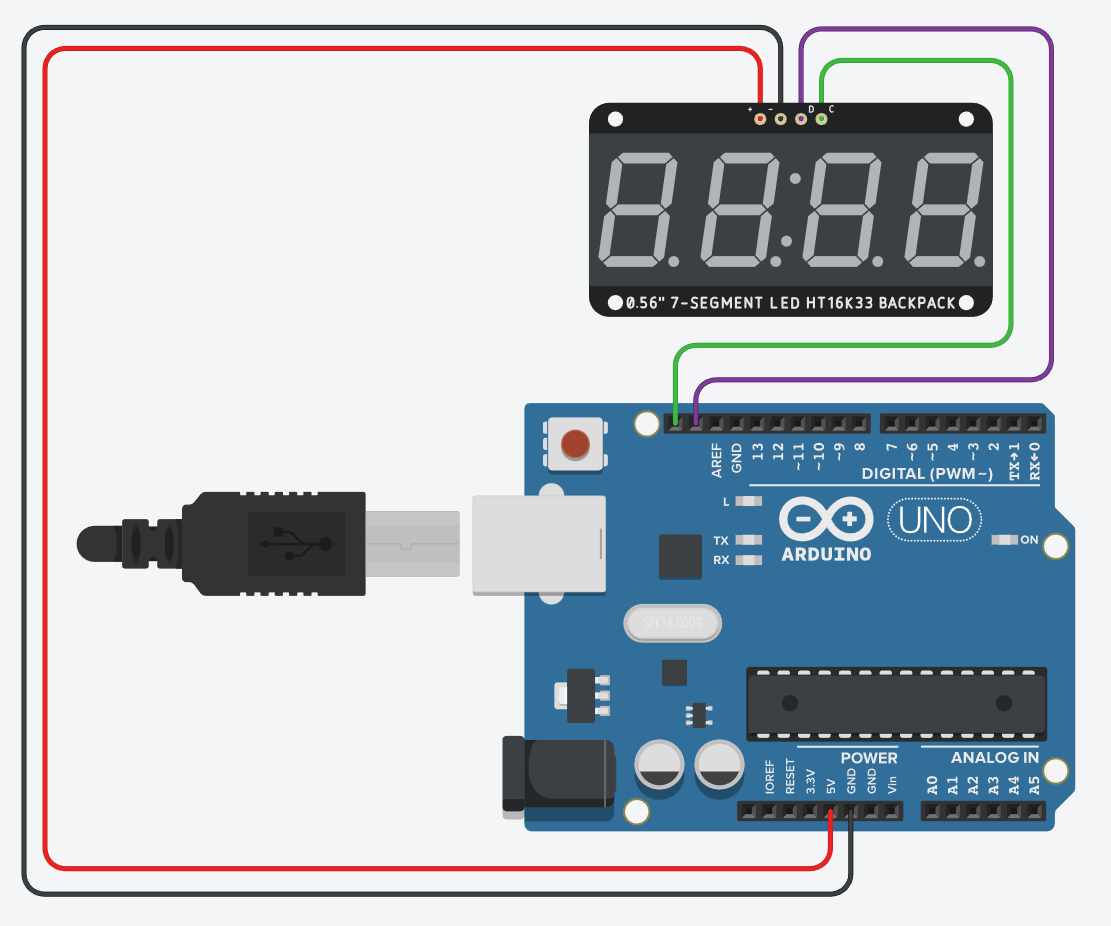 + - D C
0.56" 7-SEGMENT LED HT16K33 BACKPACK
AREF
GND
13
12
~11
~10
~9
8
7
~6
~5
4
~3
2
TX→1
RX←0
DIGITAL (PWM~)
L
TX
RX
UNO
ARDUINO
ON
SPK16.000G
POWER
ANALOG IN
IOREF
RESET
3.3V
5V
GND
GND
Vin
A0
A1
A2
A3
A4
A5